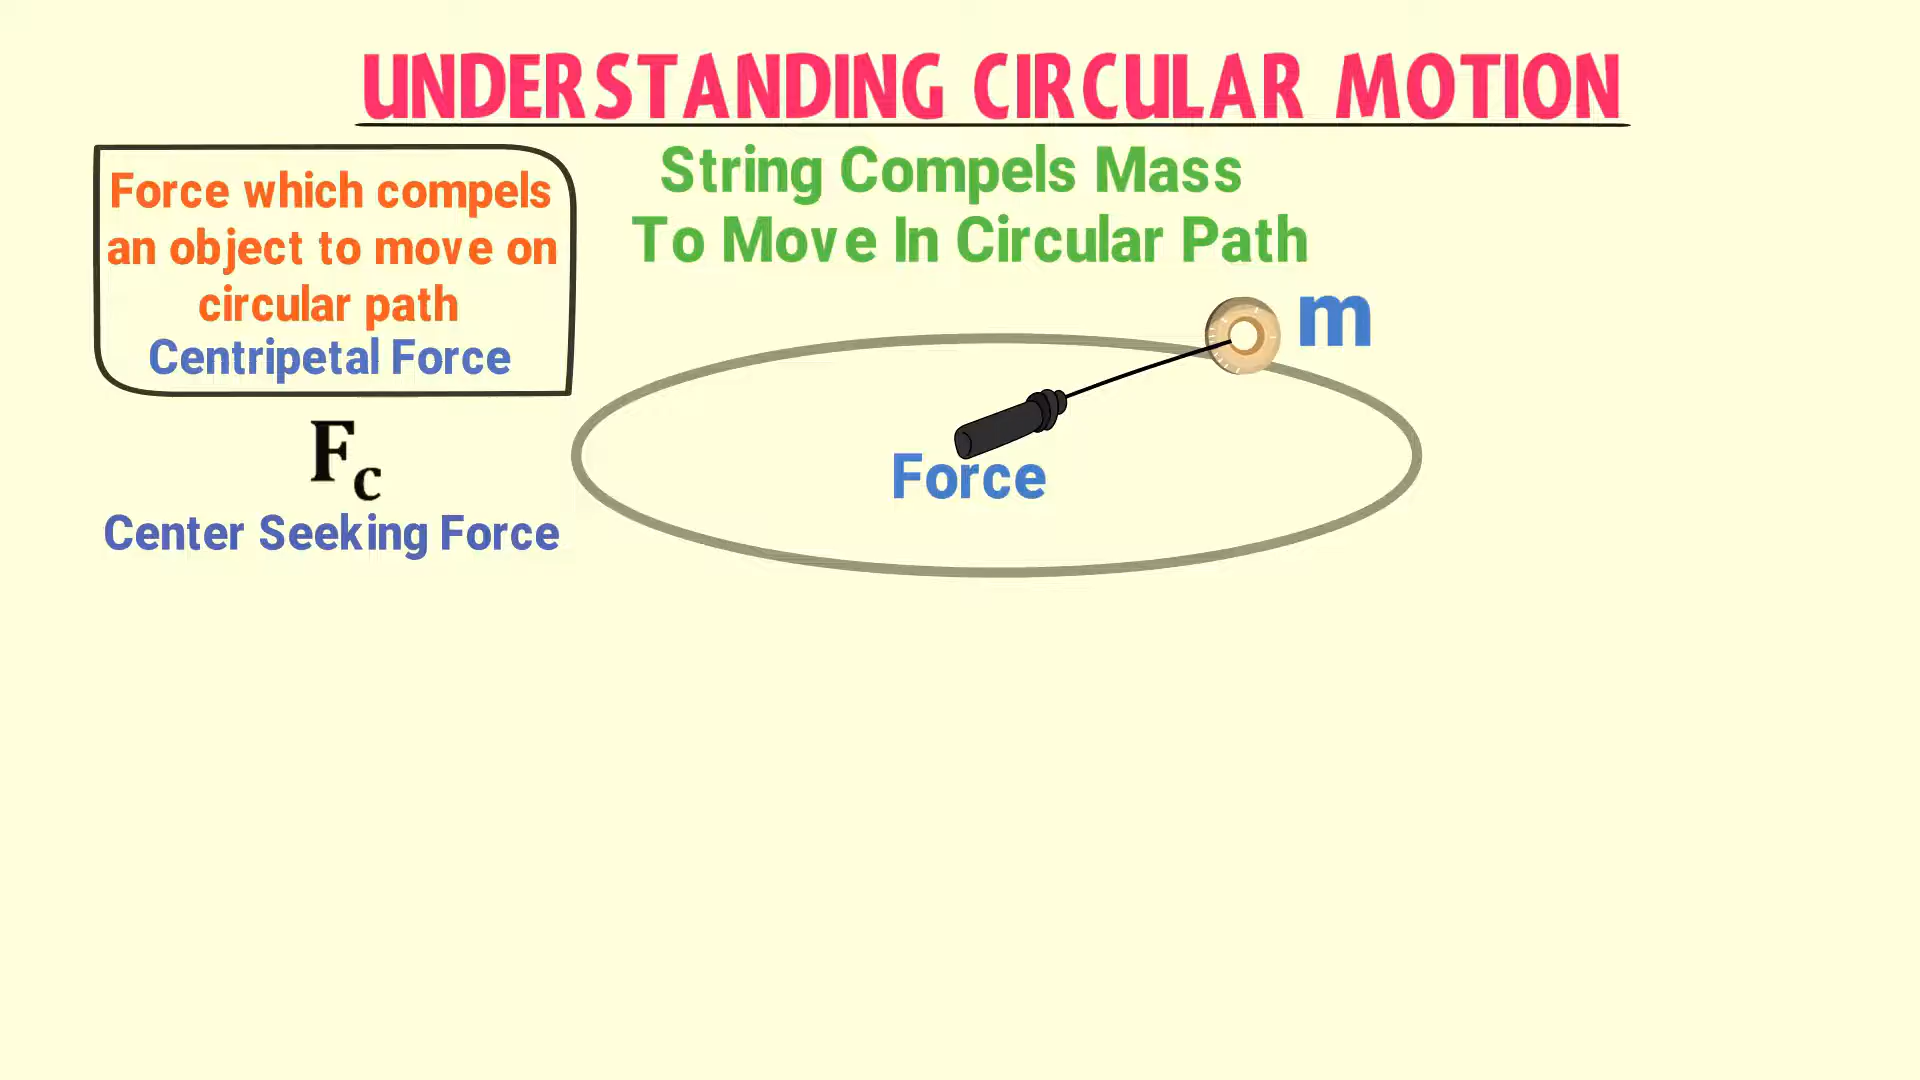 UNDERSTANDING CIRCULAR MOTION
Force which compels
an object to move on
circular path
Centripetal Force
Fc
Center Seeking Force
String Compels Mass
To Move In Circular Path
m
Force